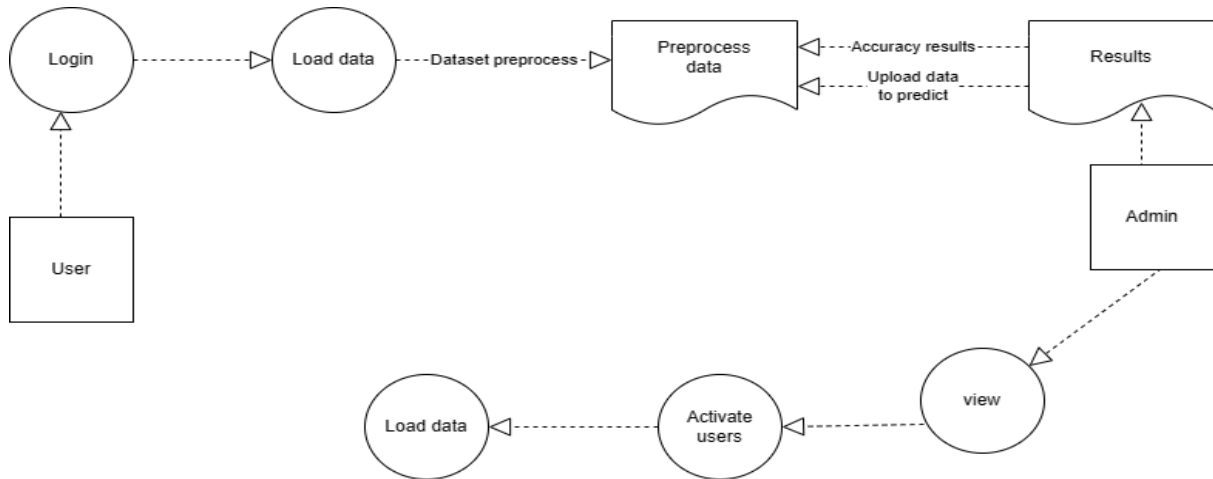 Login
Load data
Dataset preprocess
Preprocess
data
Accuracy results
Upload data
to predict
Results
User
Admin
Load data
Activate
users
view